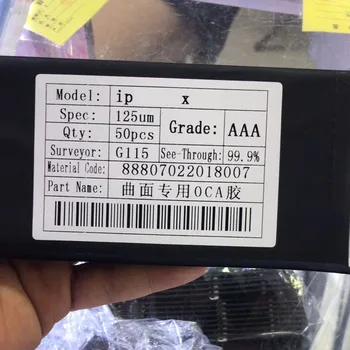 Model: ip x
Spec: 125um
Qty: 50pcs
Grade: AAA
Surveyor: G115 See-Through: 99.9%
Material Code: 88807022018007
Part Name: 曲面专用OCA胶